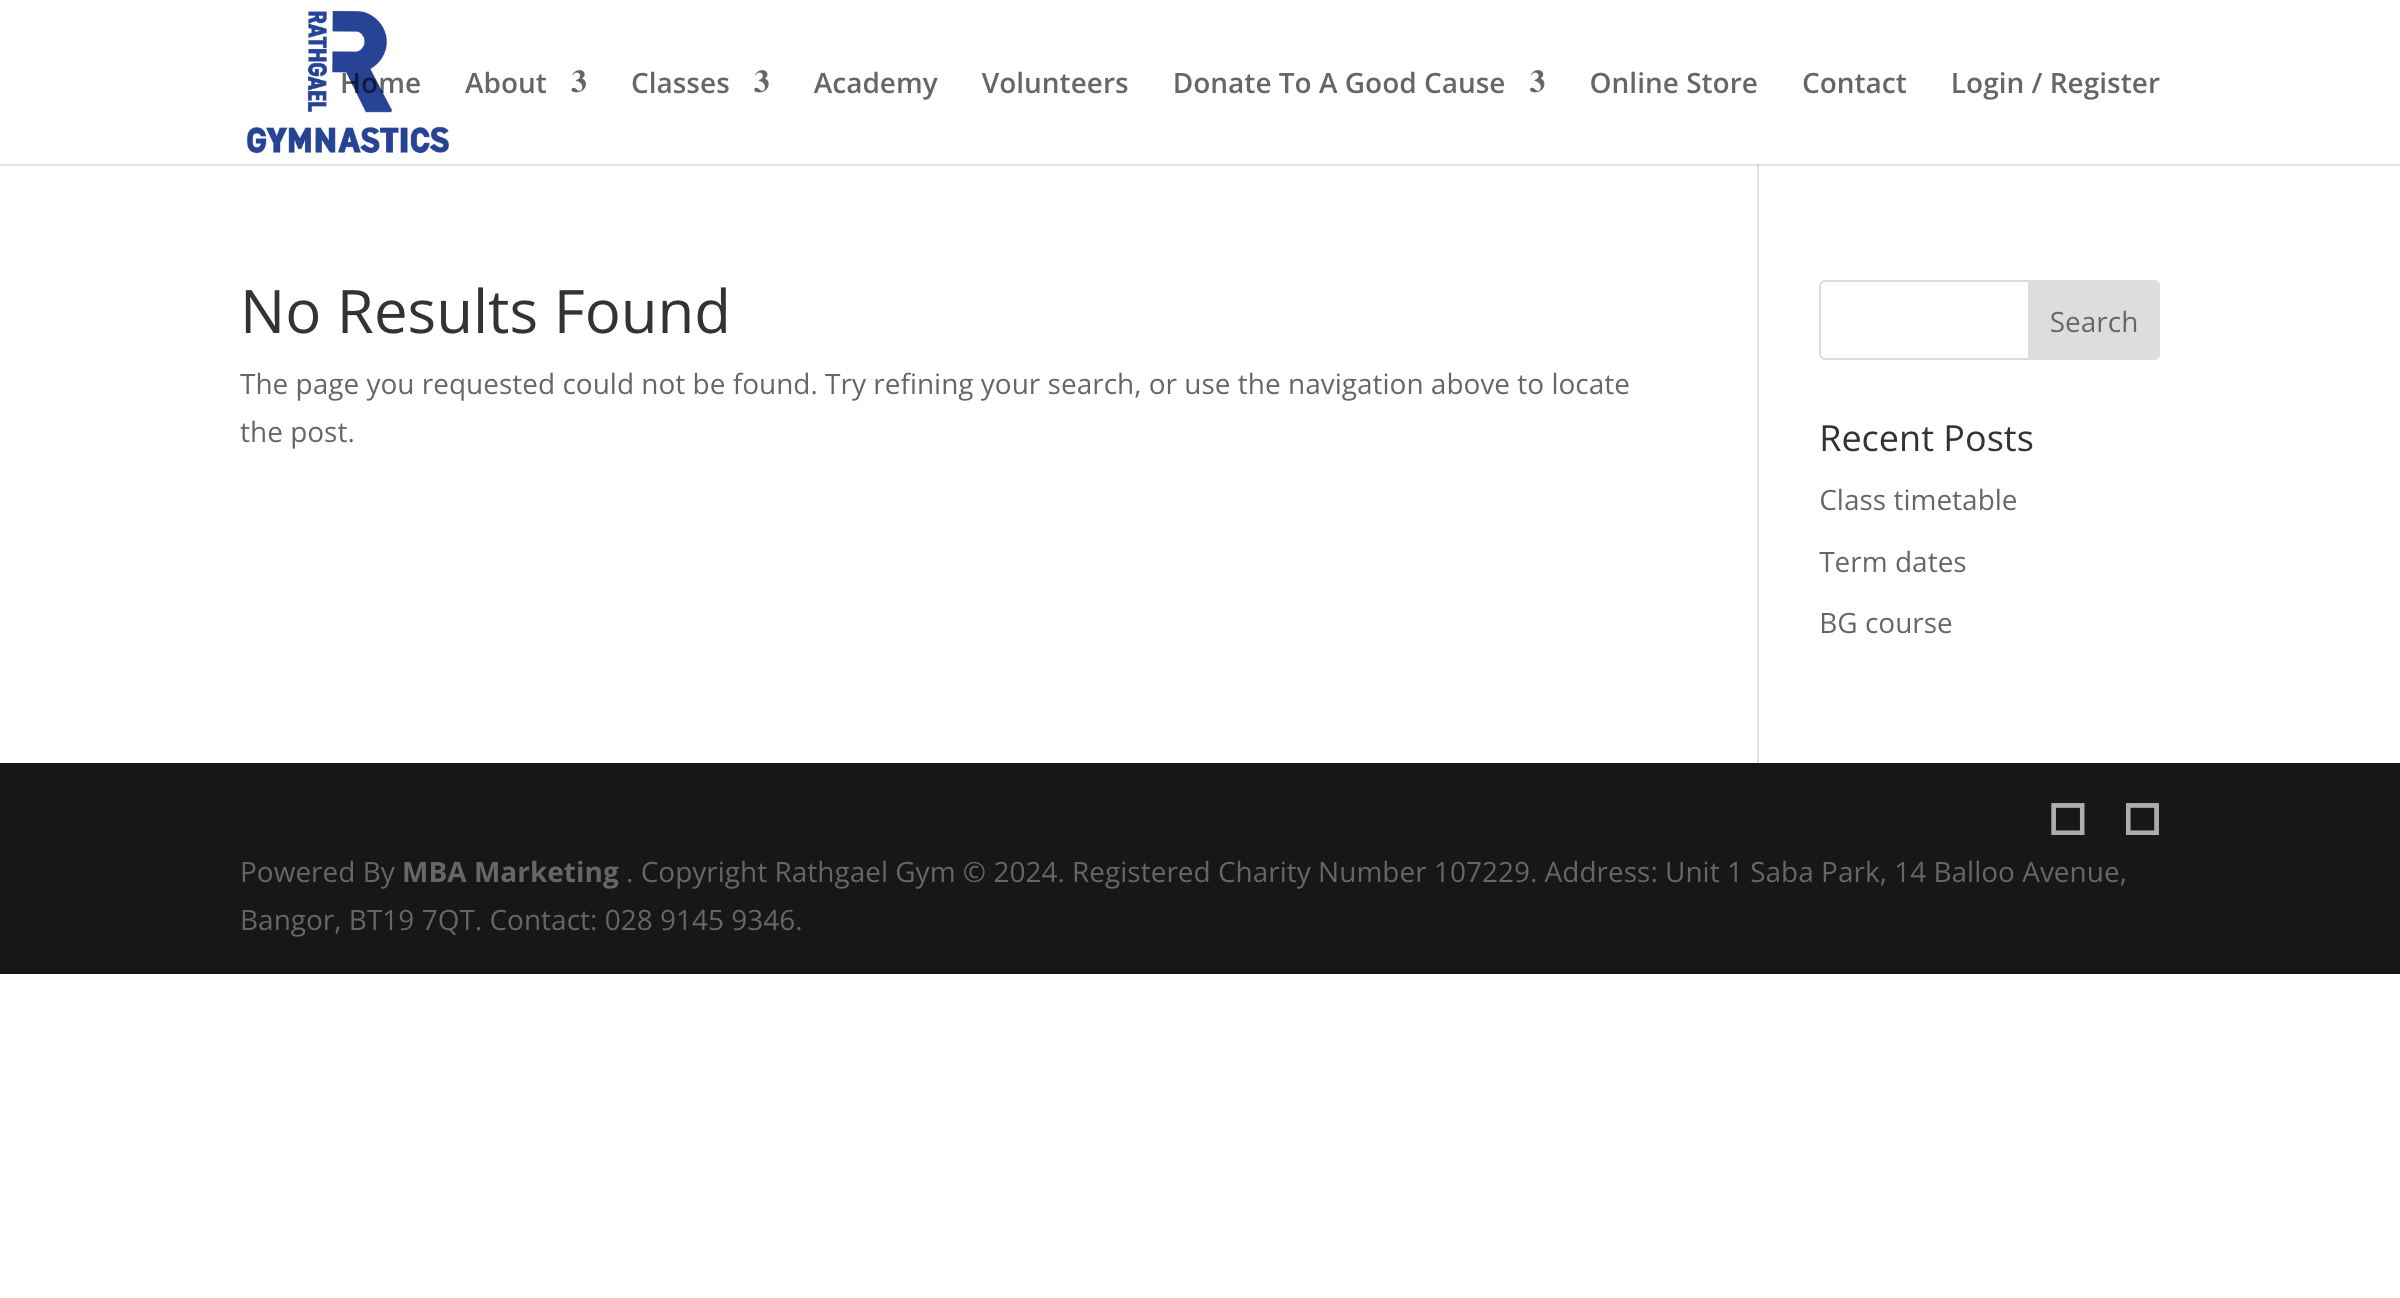 RATHGAEL
R
GYMNASTICS
Home About 3 Classes 3 Academy Volunteers Donate To A Good Cause 3 Online Store Contact Login / Register
No Results Found
The page you requested could not be found. Try refining your search, or use the navigation above to locate
the post.
Search
Recent Posts
Class timetable
Term dates
BG course
Powered By MBA Marketing . Copyright Rathgael Gym © 2024. Registered Charity Number 107229. Address: Unit 1 Saba Park, 14 Balloo Avenue,
Bangor, BT19 7QT. Contact: 028 9145 9346.